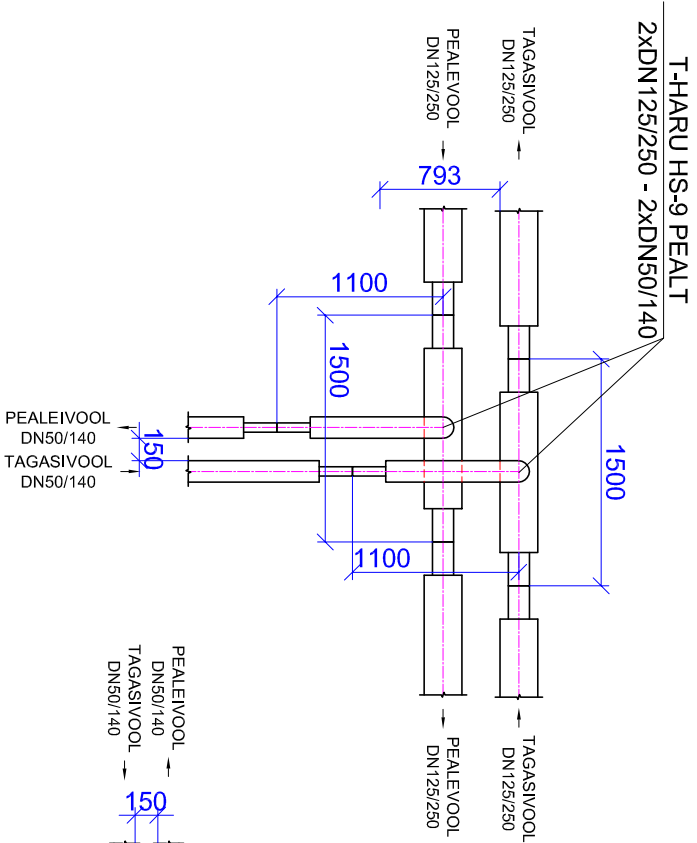 T-HARU HS-9 PEALT
2xDN125/250 - 2xDN50/140
TAGASIVOOL
DN125/250
PEALEVOOL
DN125/250
793
1100
1500
1500
1100
PEALEIVOOL
DN50/140
TAGASIVOOL
DN50/140
150
TAGASIVOOL
DN125/250
PEALEVOOL
DN125/250
PEALEIVOOL
DN50/140
TAGASIVOOL
DN50/140
150